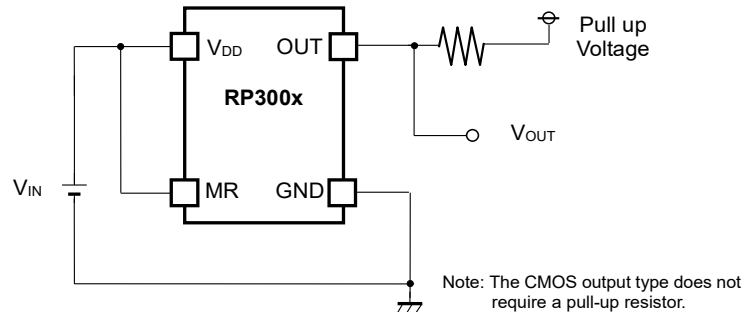 VDD OUT Pull up
Voltage
RP300x
VOUT
VIN MR GND
Note: The CMOS output type does not
require a pull-up resistor.